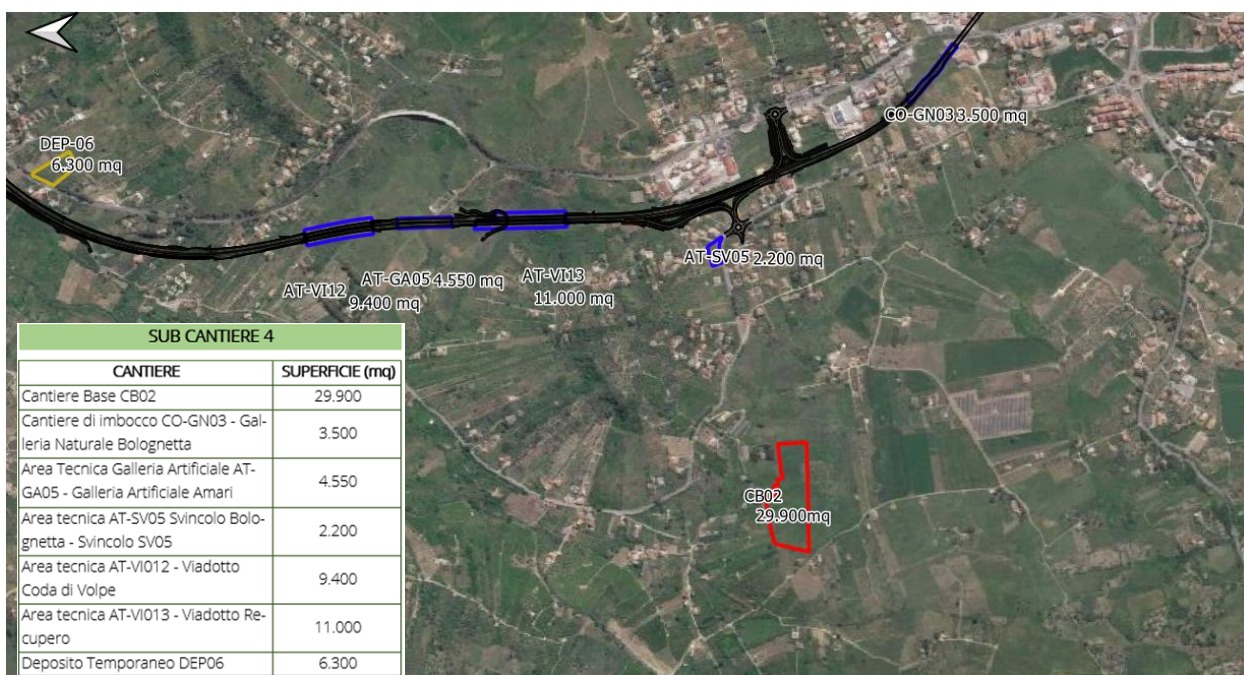 CO-GN03 3.500 mq
DEP-06
6.300 mq
AT-SV05 2.200 mq
AT-GA05 4.550 mq
AT-VI13
11.000 mq
AT-VI12
9.400 mq
CB02
29.900mq
SUB CANTIERE 4
CANTIERE SUPERFICIE (mq)
Cantiere Base CB02 29.900
Cantiere di imbocco CO-GN03 - Gal-
leria Naturale Bolognetta 3.500
Area Tecnica Galleria Artificiale AT-
GA05 - Galleria Artificiale Amari 4.550
Area tecnica AT-SV05 Svincolo Bolo-
gnetta - Svincolo SV05 2.200
Area tecnica AT-VI012 - Viadotto
Coda di Volpe 9.400
Area tecnica AT-VI013 - Viadotto Re-
cupero 11.000
Deposito Temporaneo DEP06 6.300